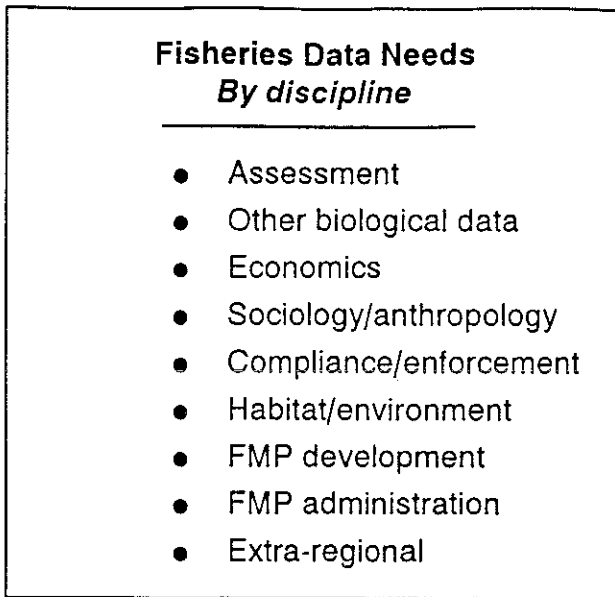 Fisheries Data Needs
By discipline
● Assessment
● Other biological data
● Economics
● Sociology/anthropology
● Compliance/enforcement
● Habitat/environment
● FMP development
● FMP administration
● Extra-regional